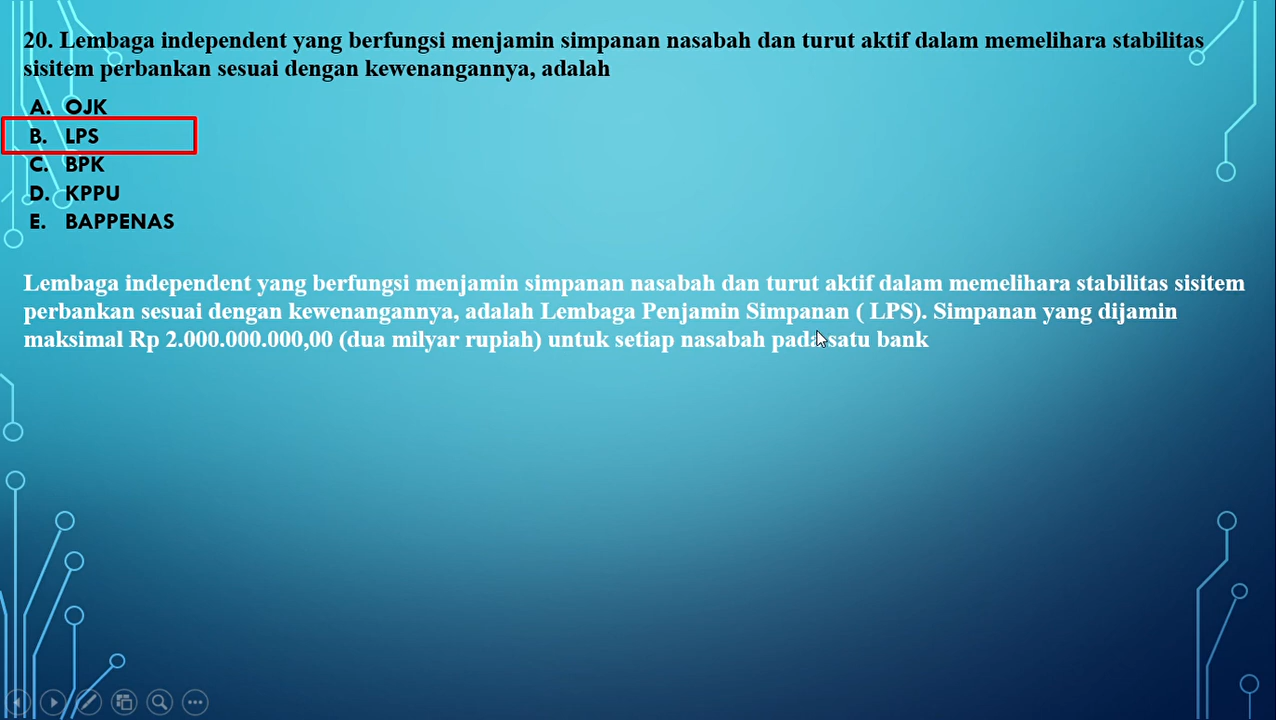 20. Lembaga independent yang berfungsi menjamin simpanan nasabah dan turut aktif dalam memelihara stabilitas
sisitem perbankan sesuai dengan kewenangannya, adalah
A. OJK
B. LPS
C. BPK
D. KPPU
E. BAPPENAS
Lembaga independent yang berfungsi menjamin simpanan nasabah dan turut aktif dalam memelihara stabilitas sisitem
perbankan sesuai dengan kewenangannya, adalah Lembaga Penjamin Simpanan ( LPS). Simpanan yang dijamin
maksimal Rp 2.000.000.000,00 (dua milyar rupiah) untuk setiap nasabah pada satu bank